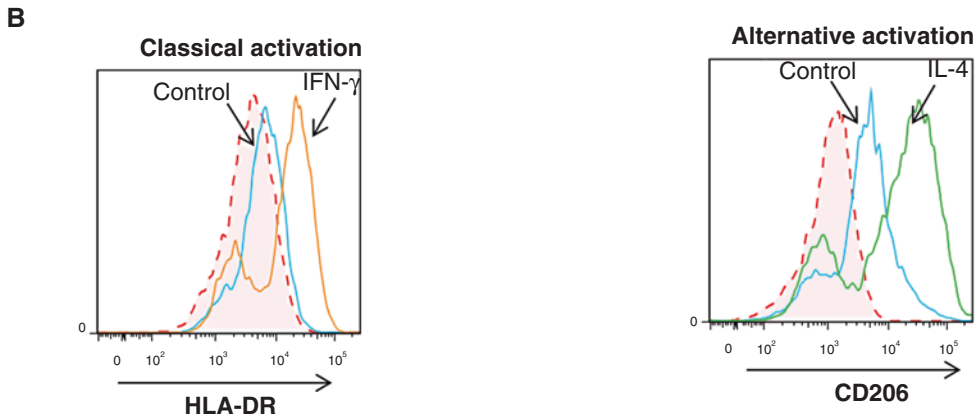 B
Classical activation
Control
IFN-γ
0
0 10² 10³ 10⁴ 10⁵
HLA-DR
Alternative activation
Control
IL-4
0
0 10² 10³ 10⁴ 10⁵
CD206